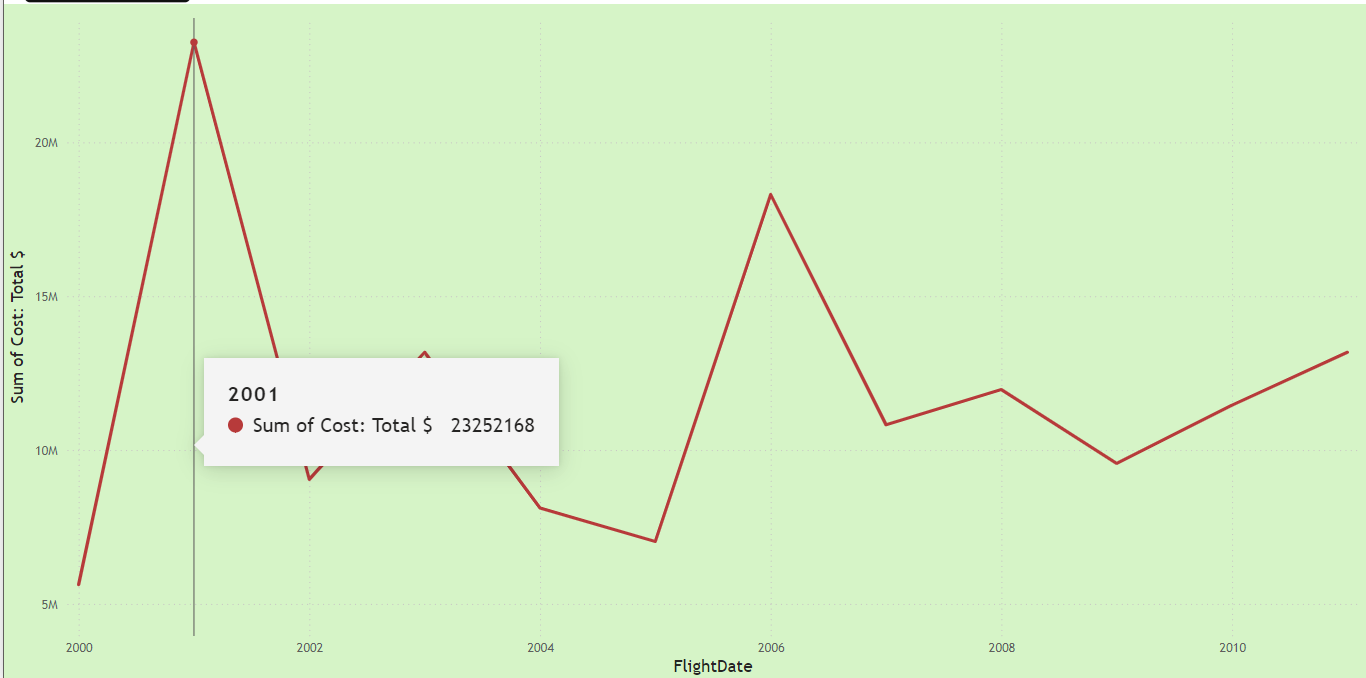 Sum of Cost: Total $
20M
15M
10M
5M
2001
Sum of Cost: Total $ 23252168
2000 2002 2004 2006 2008 2010
FlightDate